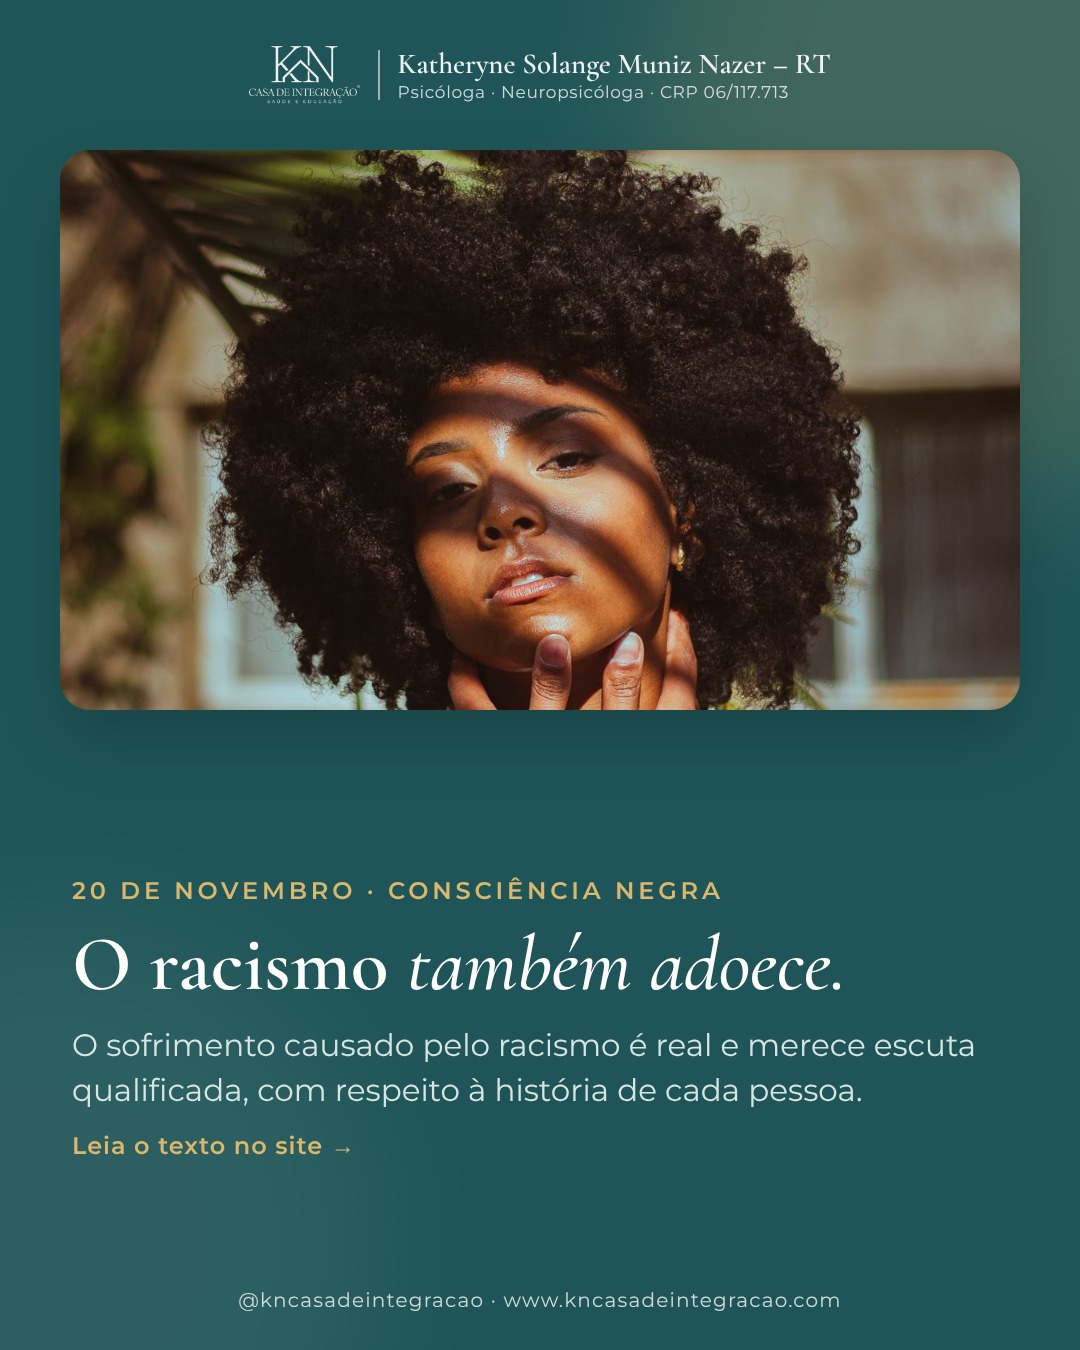 KN
CASA DE INTEGRAÇÃO®
SAÚDE E EDUCAÇÃO
Katheryne Solange Muniz Nazer – RT
Psicóloga · Neuropsicóloga · CRP 06/117.713
20 DE NOVEMBRO · CONSCIÊNCIA NEGRA
O racismo também adoece.
O sofrimento causado pelo racismo é real e merece escuta
qualificada, com respeito à história de cada pessoa.
Leia o texto no site →
@kncasadeintegracao · www.kncasadeintegracao.com